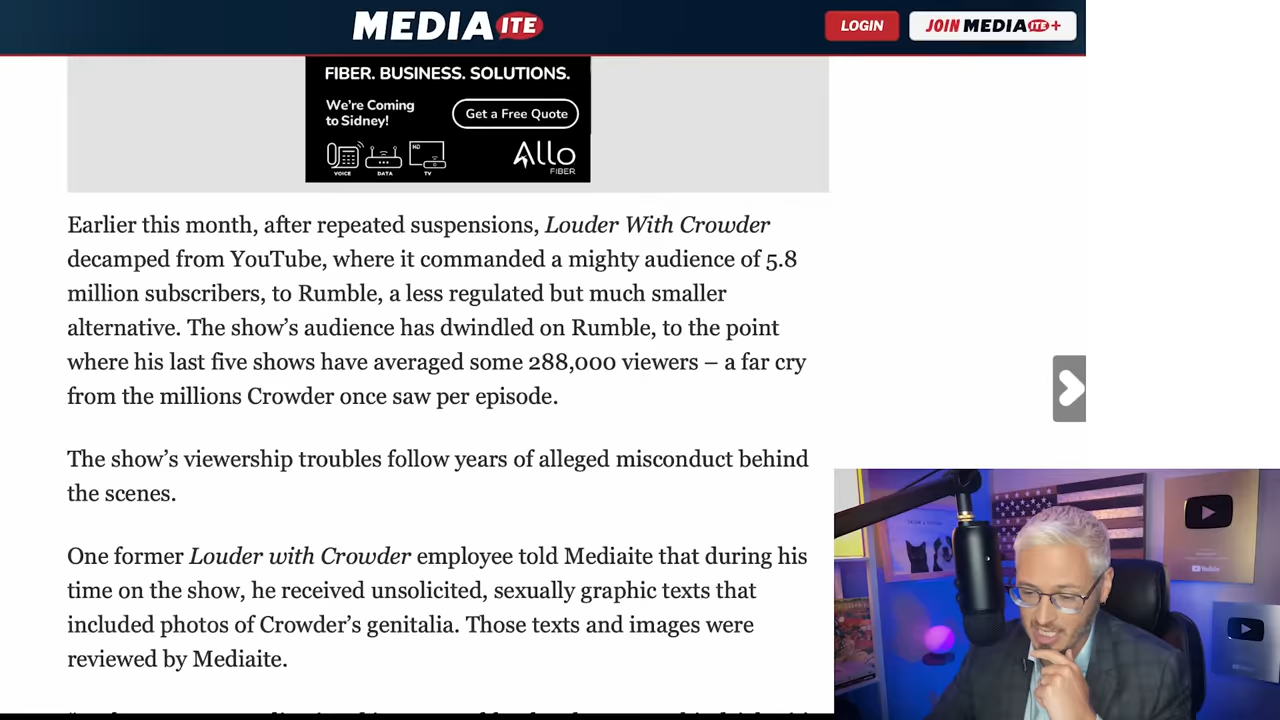 MEDIAITE
LOGIN
JOIN MEDIAITE+
FIBER. BUSINESS. SOLUTIONS.
We're Coming
to Sidney!
Get a Free Quote
HD
VOICE
DATA
TV
Allo
FIBER
Earlier this month, after repeated suspensions, Louder With Crowder
decamped from YouTube, where it commanded a mighty audience of 5.8
million subscribers, to Rumble, a less regulated but much smaller
alternative. The show’s audience has dwindled on Rumble, to the point
where his last five shows have averaged some 288,000 viewers – a far cry
from the millions Crowder once saw per episode.
The show’s viewership troubles follow years of alleged misconduct behind
the scenes.
One former Louder with Crowder employee told Mediaite that during his
time on the show, he received unsolicited, sexually graphic texts that
included photos of Crowder’s genitalia. Those texts and images were
reviewed by Mediaite.
YouTube